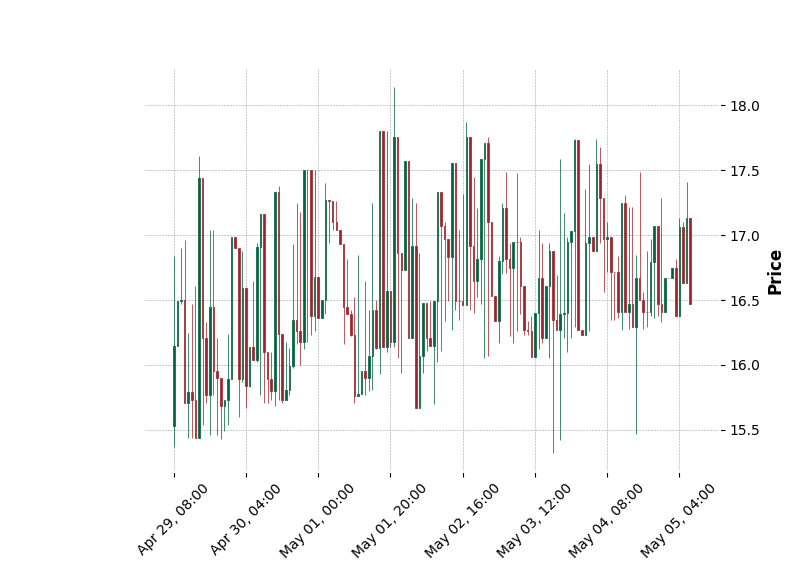 18.0
17.5
17.0
16.5
16.0
15.5
Price
Apr 29, 08:00
Apr 30, 04:00
May 01, 00:00
May 01, 20:00
May 02, 16:00
May 03, 12:00
May 04, 08:00
May 05, 04:00